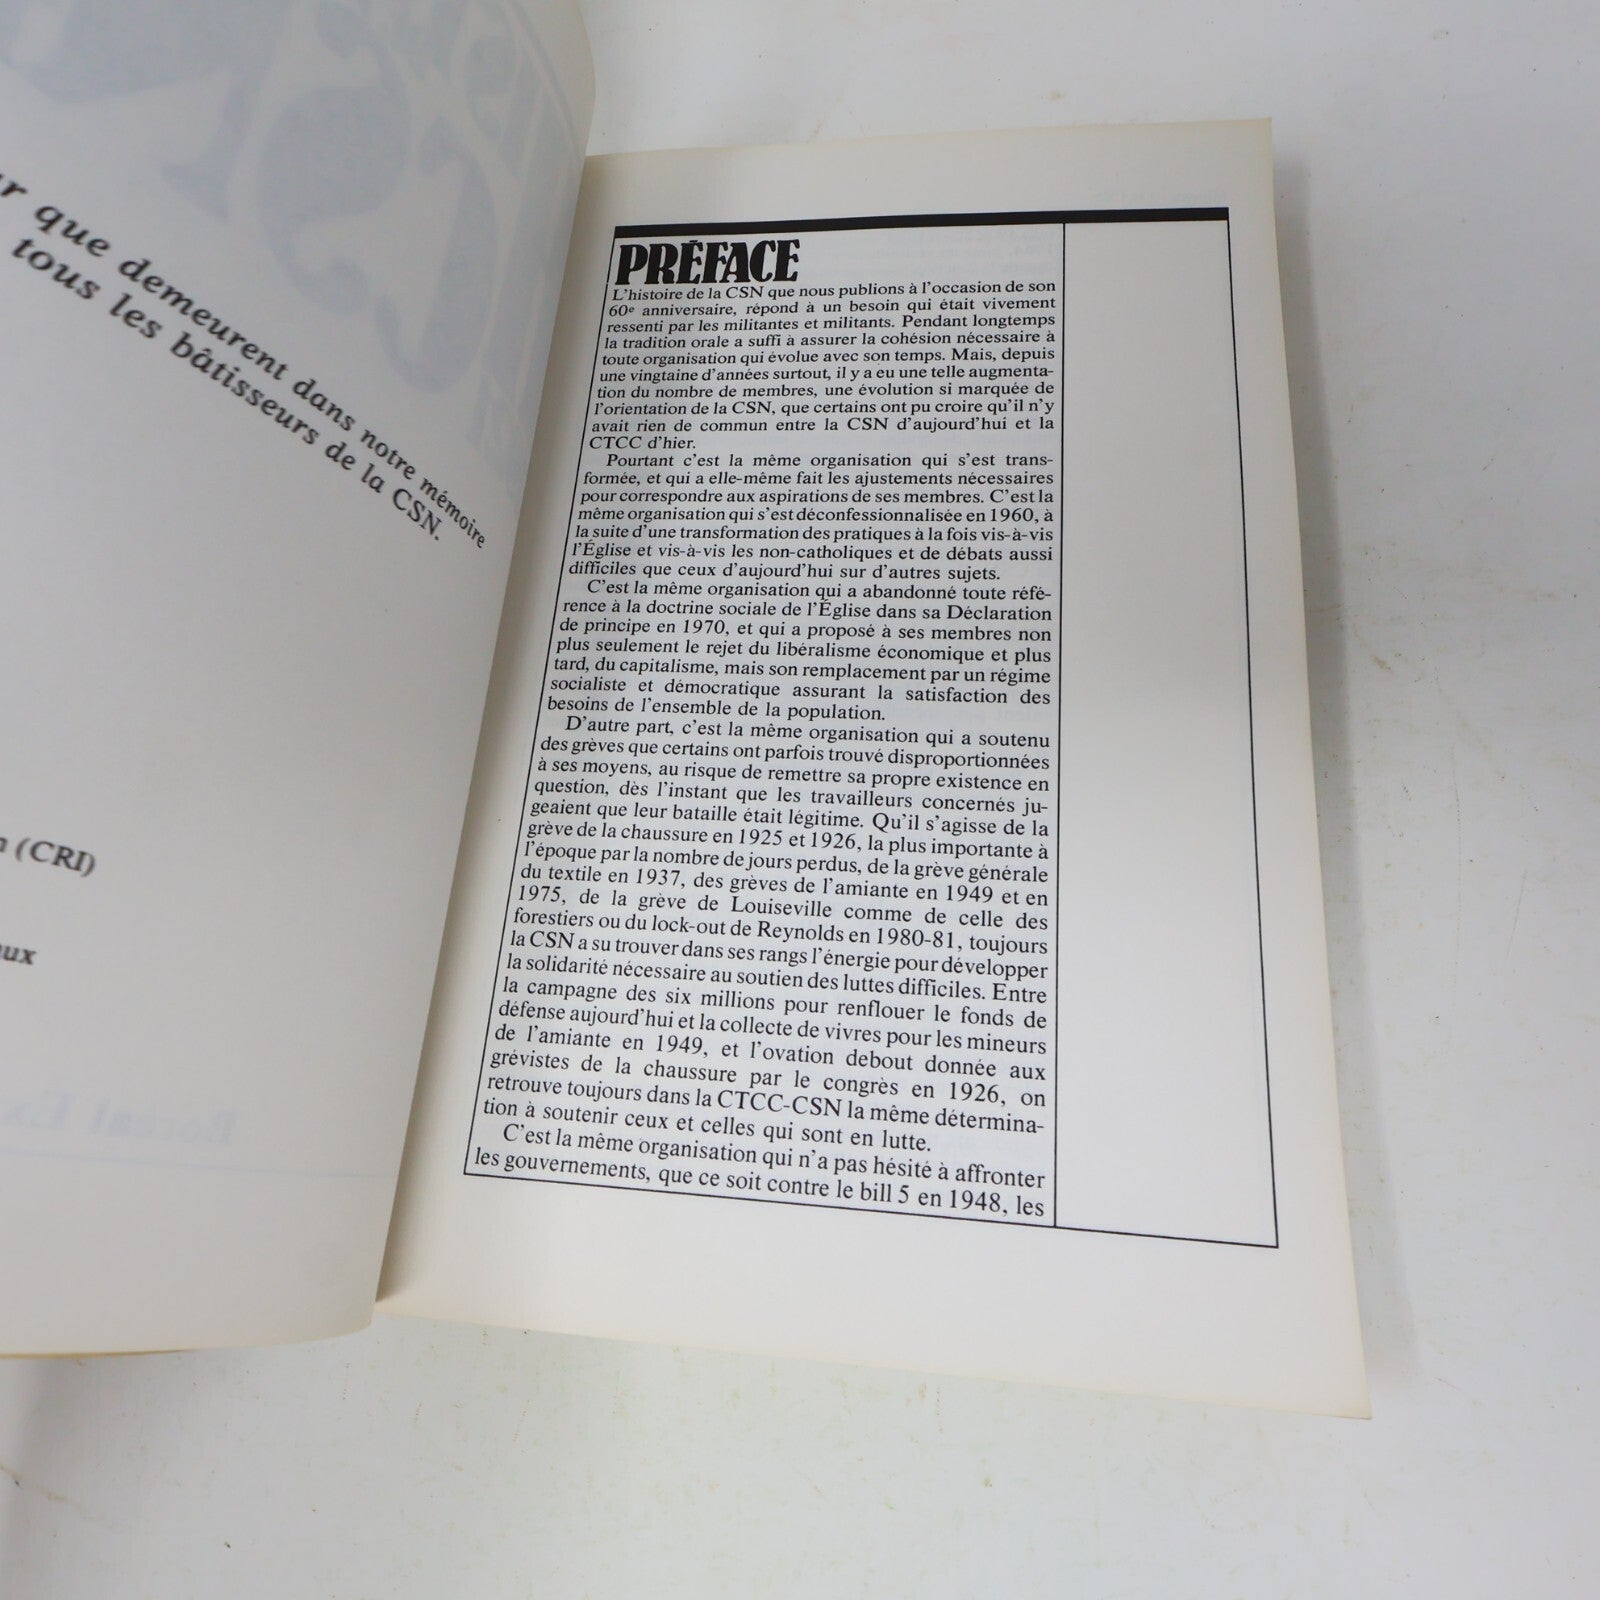 que demeurent dans notre mémoire
tous les bâtisseurs de la CSN.
(CRI)
PRÉFACE
L'histoire de la CSN que nous publions à l'occasion de son
60e anniversaire, répond à un besoin qui était vivement
ressenti par les militantes et militants. Pendant longtemps
la tradition orale a suffi à assurer la cohésion nécessaire à
toute organisation qui évolue avec son temps. Mais, depuis
une vingtaine d'années surtout, il y a eu une telle augmenta-
tion du nombre de membres, une évolution si marquée de
l'orientation de la CSN, que certains ont pu croire qu'il n'y
avait rien de commun entre la CSN d'aujourd'hui et la
CTCC d'hier.
Pourtant c'est la même organisation qui s'est trans-
formée, et qui a elle-même fait les ajustements nécessaires
pour correspondre aux aspirations de ses membres. C'est la
même organisation qui s'est déconfessionnalisée en 1960, à
la suite d'une transformation des pratiques à la fois vis-à-vis
l'Église et vis-à-vis les non-catholiques et de débats aussi
difficiles que ceux d'aujourd'hui sur d'autres sujets.
C'est la même organisation qui a abandonné toute réfé-
rence à la doctrine sociale de l'Église dans sa Déclaration
de principe en 1970, et qui a proposé à ses membres non
plus seulement le rejet du libéralisme économique et plus
tard, du capitalisme, mais son remplacement par un régime
socialiste et démocratique assurant la satisfaction des
besoins de l'ensemble de la population.
D'autre part, c'est la même organisation qui a soutenu
des grèves que certains ont parfois trouvé disproportionnées
à ses moyens, au risque de remettre sa propre existence en
question, dès l'instant que les travailleurs concernés ju-
geaient que leur bataille était légitime. Qu'il s'agisse de la
grève de la chaussure en 1925 et 1926, la plus importante à
l'époque par la nombre de jours perdus, de la grève générale
du textile en 1937, des grèves de l'amiante en 1949 et en
1975, de la grève de Louiseville comme de celle des
forestiers ou du lock-out de Reynolds en 1980-81, toujours
la CSN a su trouver dans ses rangs l'énergie pour développer
la solidarité nécessaire au soutien des luttes difficiles. Entre
la campagne des six millions pour renflouer le fonds de
défense aujourd'hui et la collecte de vivres pour les mineurs
de l'amiante en 1949, et l'ovation debout donnée aux
grévistes de la chaussure par le congrès en 1926, on
retrouve toujours dans la CTCC-CSN la même détermina-
tion à soutenir ceux et celles qui sont en lutte.
C'est la même organisation qui n'a pas hésité à affronter
les gouvernements, que ce soit contre le bill 5 en 1948, les